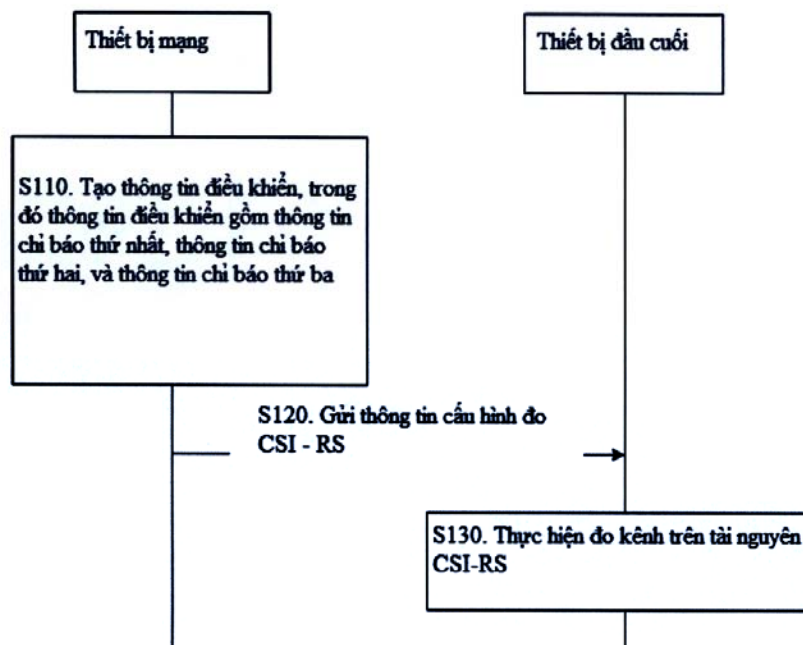 Thiết bị mạng
Thiết bị đầu cuối
S110. Tạo thông tin điều khiển, trong
đó thông tin điều khiển gồm thông tin
chỉ báo thứ nhất, thông tin chỉ báo
thứ hai, và thông tin chỉ báo thứ ba
S120. Gửi thông tin cấu hình đo
CSI - RS
S130. Thực hiện đo kênh trên tài nguyên
CSI-RS